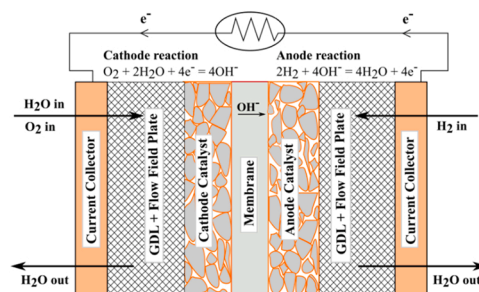 e⁻
e⁻
Cathode reaction
O₂ + 2H₂O + 4e⁻ = 4OH⁻
Anode reaction
2H₂ + 4OH⁻ = 4H₂O + 4e⁻
H2O in
O₂ in
OH⁻
H₂ in
Current Collector
GDL + Flow Field Plate
Cathode Catalyst
Membrane
Anode Catalyst
GDL + Flow Field Plate
Current Collector
H2O out
H2O out